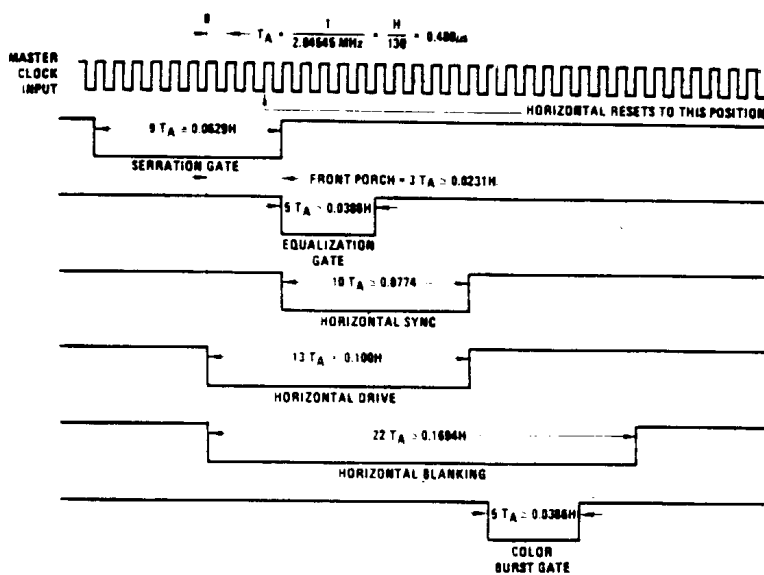 0
T_A = 1 / 2.04545 MHz = H / 130 = 0.488µs
MASTER
CLOCK
INPUT
HORIZONTAL RESETS TO THIS POSITION
9 T_A ≅ 0.0629H
SERRATION GATE
FRONT PORCH = 3 T_A ≅ 0.0231H
5 T_A ≅ 0.0386H
EQUALIZATION
GATE
10 T_A ≅ 0.0774
HORIZONTAL SYNC
13 T_A = 0.100H
HORIZONTAL DRIVE
22 T_A ≅ 0.1694H
HORIZONTAL BLANKING
5 T_A ≅ 0.0386H
COLOR
BURST GATE